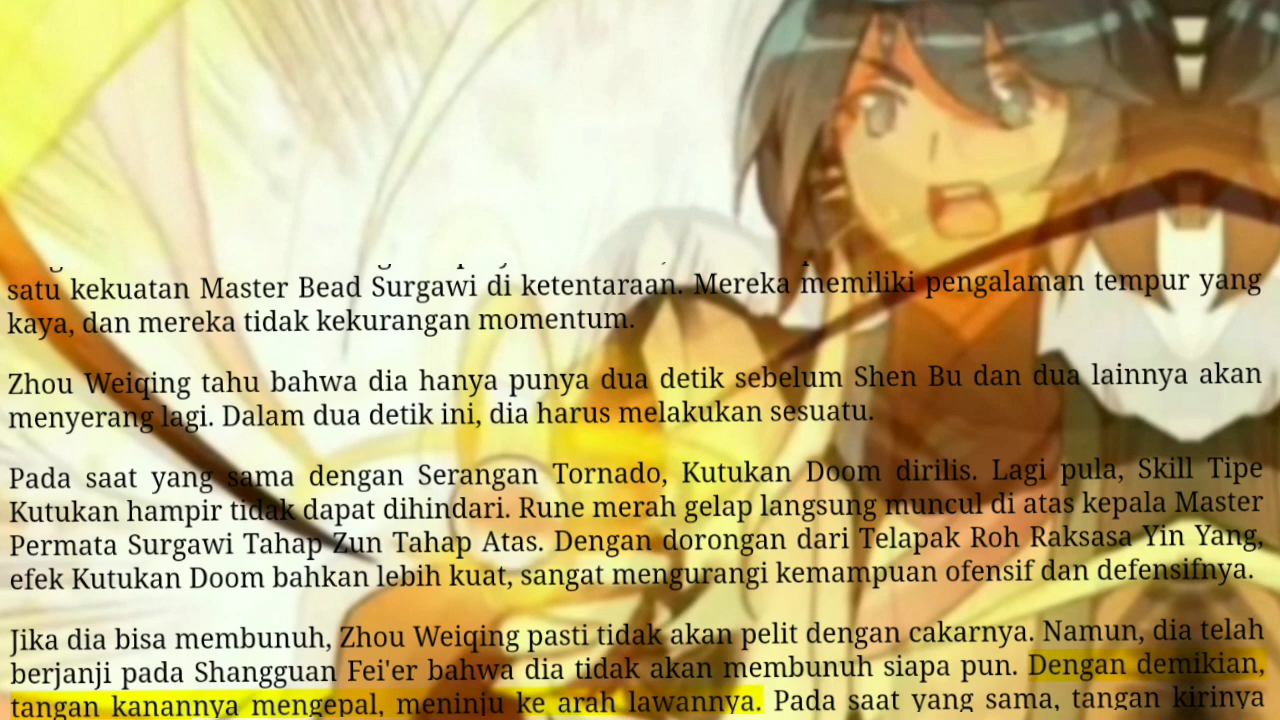 satu kekuatan Master Bead Surgawi di ketentaraan. Mereka memiliki pengalaman tempur yang
kaya, dan mereka tidak kekurangan momentum.
Zhou Weiqing tahu bahwa dia hanya punya dua detik sebelum Shen Bu dan dua lainnya akan
menyerang lagi. Dalam dua detik ini, dia harus melakukan sesuatu.
Pada saat yang sama dengan Serangan Tornado, Kutukan Doom dirilis. Lagi pula, Skill Tipe
Kutukan hampir tidak dapat dihindari. Rune merah gelap langsung muncul di atas kepala Master
Permata Surgawi Tahap Zun Tahap Atas. Dengan dorongan dari Telapak Roh Raksasa Yin Yang,
efek Kutukan Doom bahkan lebih kuat, sangat mengurangi kemampuan ofensif dan defensifnya.
Jika dia bisa membunuh, Zhou Weiqing pasti tidak akan pelit dengan cakarnya. Namun, dia telah
berjanji pada Shangguan Fei'er bahwa dia tidak akan membunuh siapa pun. Dengan demikian,
tangan kanannya mengepal, meninju ke arah lawannya. Pada saat yang sama, tangan kirinya